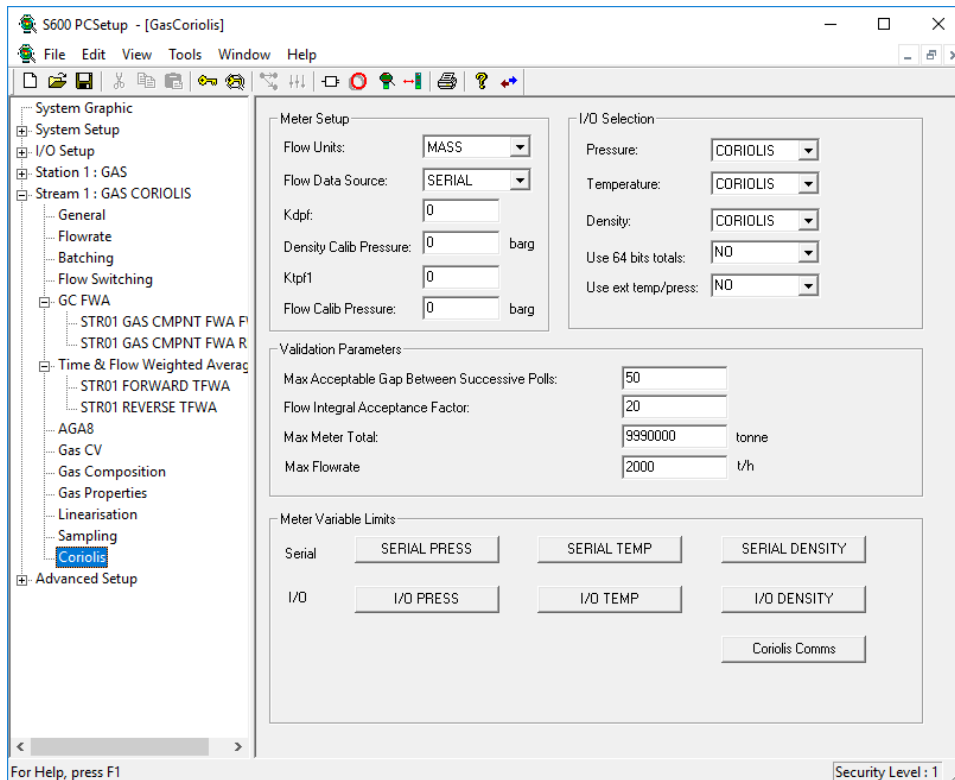 S600 PCSetup - [GasCoriolis]
File Edit View Tools Window Help
System Graphic
System Setup
I/O Setup
Station 1 : GAS
Stream 1 : GAS CORIOLIS
General
Flowrate
Batching
Flow Switching
GC FWA
STR01 GAS CMPNT FWA F
STR01 GAS CMPNT FWA R
Time & Flow Weighted Averag
STR01 FORWARD TFWA
STR01 REVERSE TFWA
AGA8
Gas CV
Gas Composition
Gas Properties
Linearisation
Sampling
Coriolis
Advanced Setup
Meter Setup
Flow Units: MASS
Flow Data Source: SERIAL
Kdpf: 0
Density Calib Pressure: 0 barg
Ktpf1 0
Flow Calib Pressure: 0 barg
I/O Selection
Pressure: CORIOLIS
Temperature: CORIOLIS
Density: CORIOLIS
Use 64 bits totals: NO
Use ext temp/press: NO
Validation Parameters
Max Acceptable Gap Between Successive Polls: 50
Flow Integral Acceptance Factor: 20
Max Meter Total: 9990000 tonne
Max Flowrate 2000 t/h
Meter Variable Limits
Serial SERIAL PRESS SERIAL TEMP SERIAL DENSITY
I/O I/O PRESS I/O TEMP I/O DENSITY
Coriolis Comms
For Help, press F1 Security Level : 1